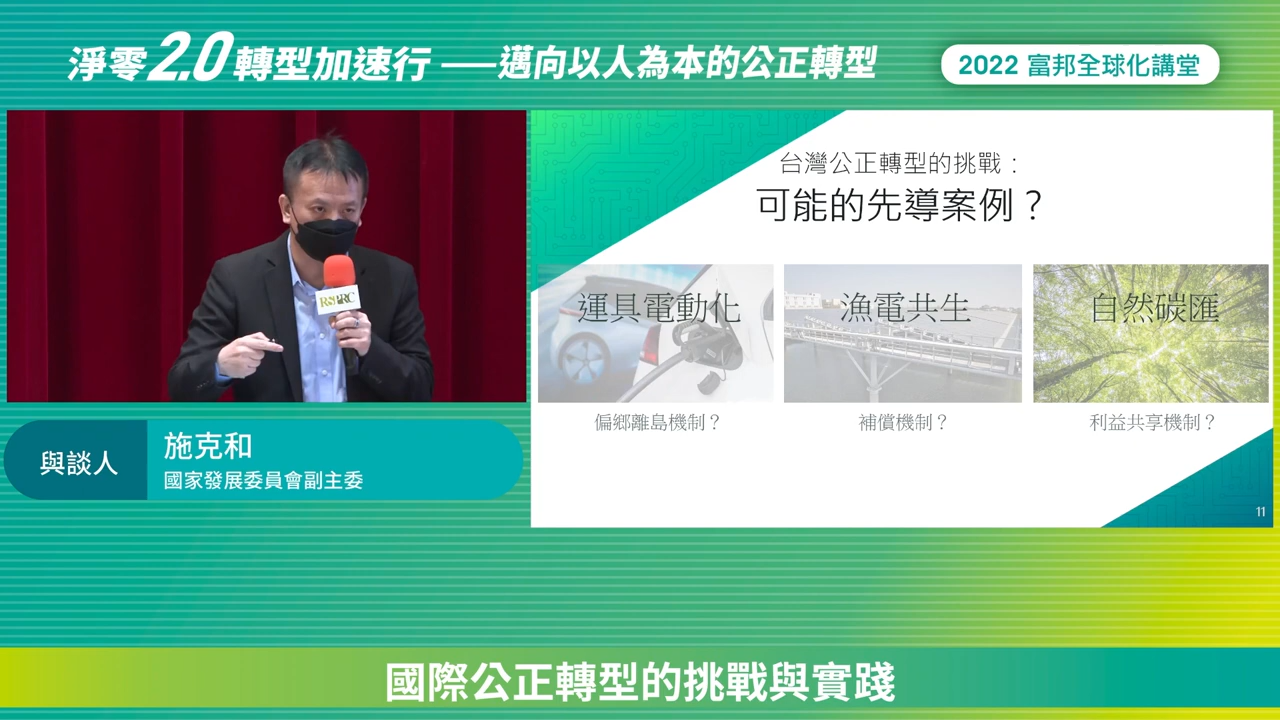 淨零2.0轉型加速行——邁向以人為本的公正轉型
2022 富邦全球化講堂
台灣公正轉型的挑戰：
可能的先導案例？
運具電動化
漁電共生
自然碳匯
偏鄉離島機制？
補償機制？
利益共享機制？
11
與談人
施克和
國家發展委員會副主委
國際公正轉型的挑戰與實踐